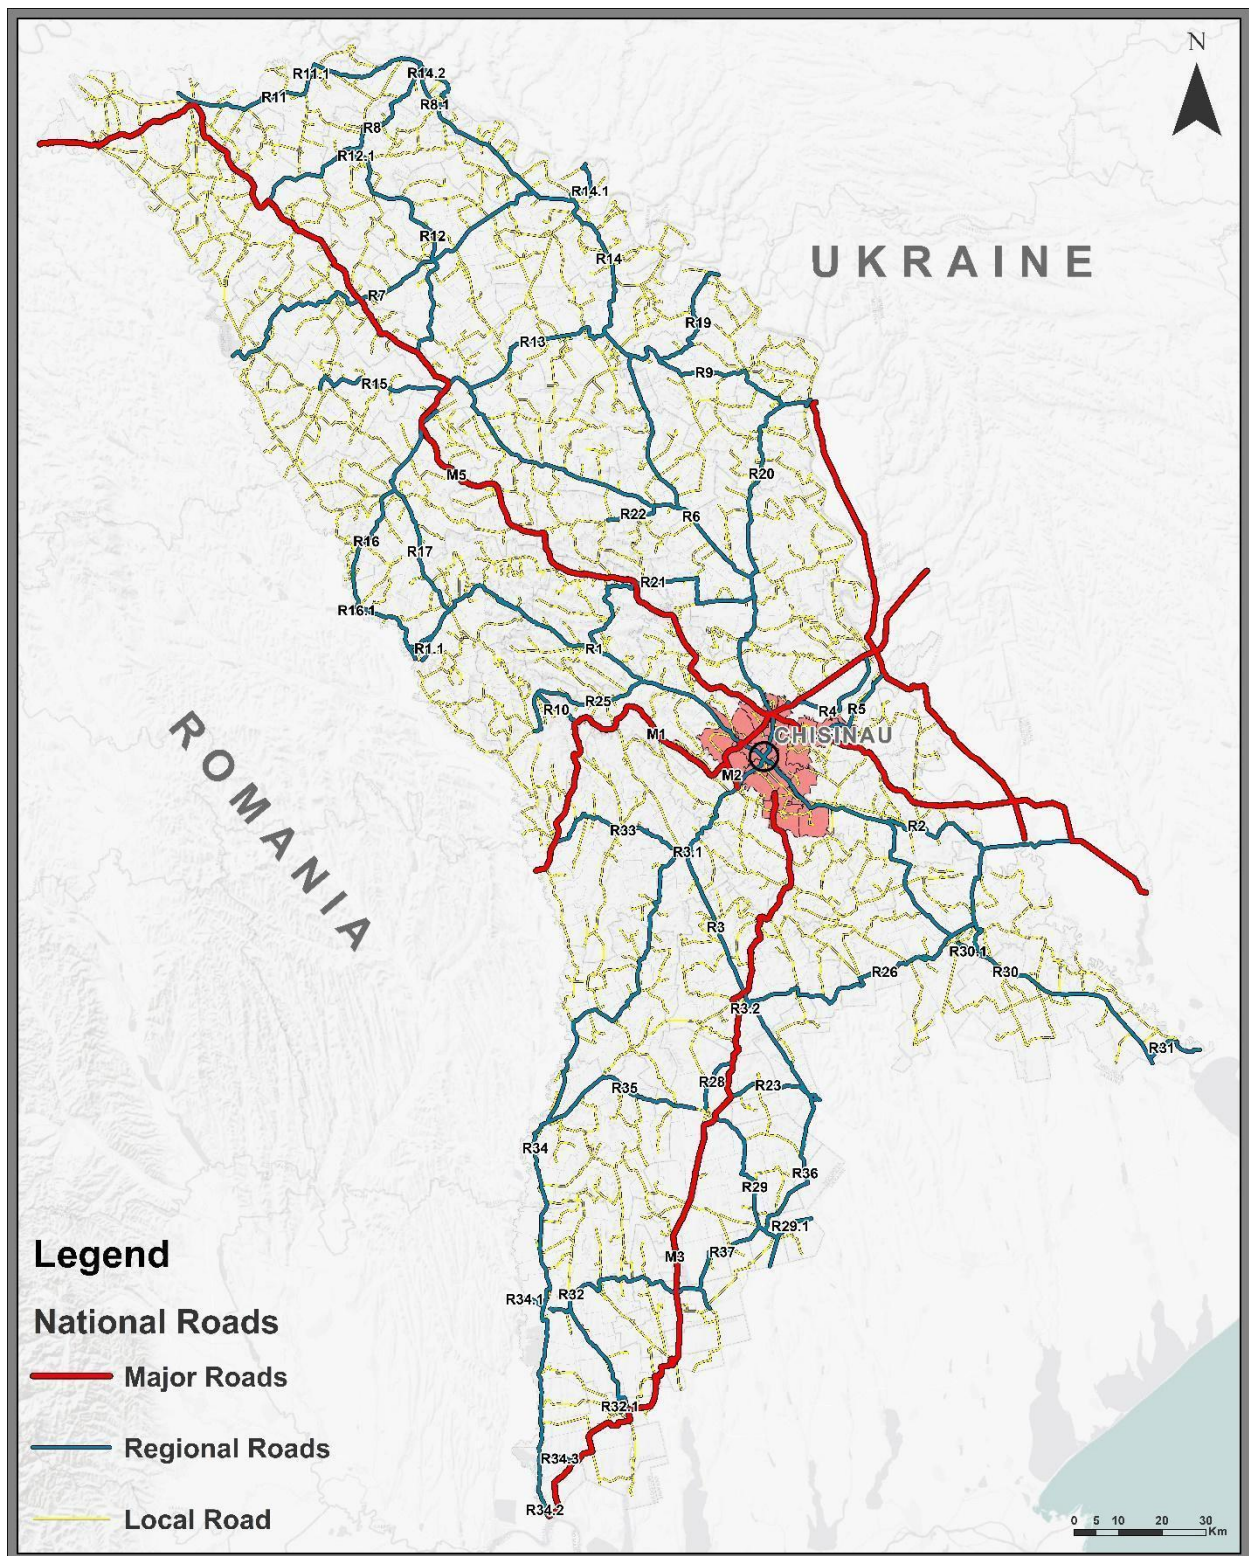 N
R11.1
R14.2
R11
R8.1
R8
R12.1
R14.1
R12
R14
UKRAINE
R7
R19
R13
R9
R15
M5
R20
R22
R6
R16
R17
R21
R16.1
R1.1
R1
R25
R10
R4
R5
M1
CHISINAU
M2
ROMANIA
R33
R2
R3.1
R3
R30.1
R26
R30
R3.2
R31
R28
R23
R35
R34
R36
R29
R29.1
Legend
R37
M3
R34.1
R32
National Roads
Major Roads
R32.1
Regional Roads
R34.3
R34.2
Local Road
0 5 10 20 30
Km